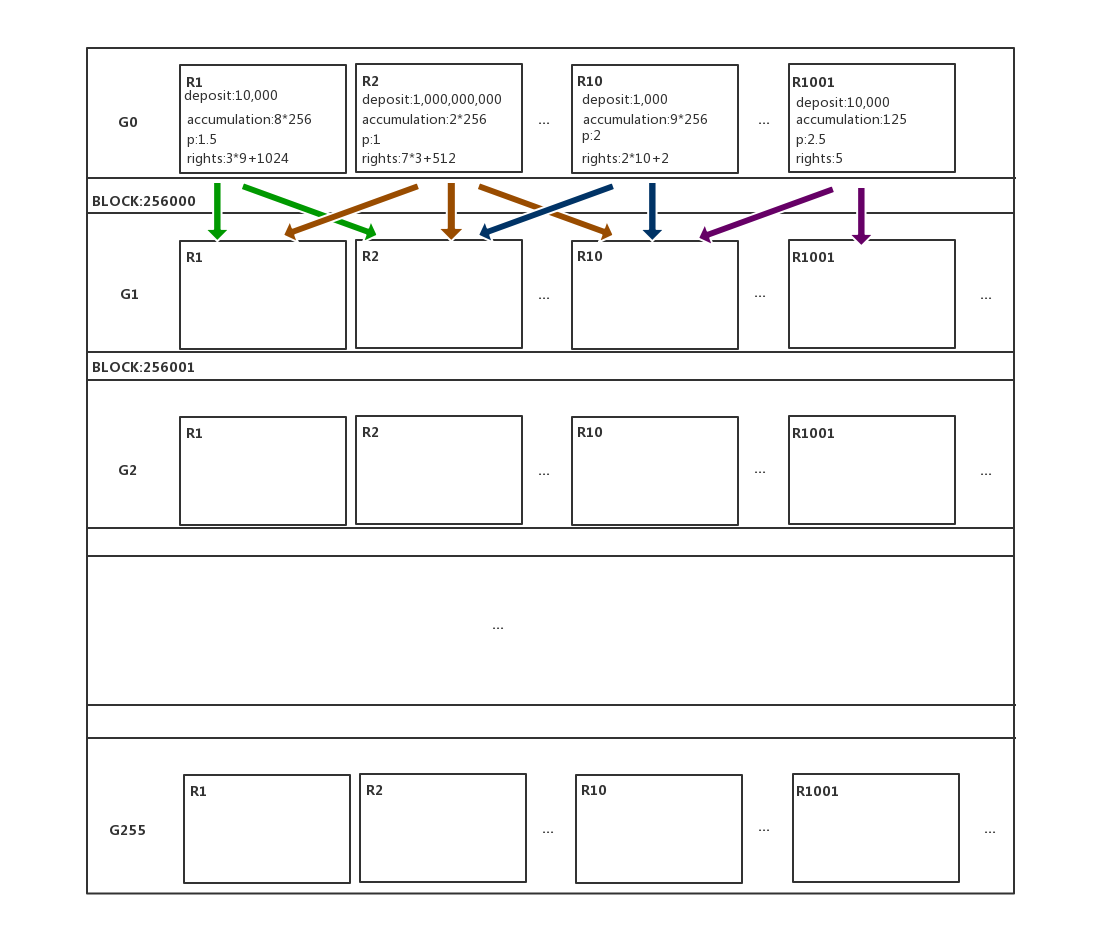 R1
deposit:10,000
accumulation:8*256
p:1.5
rights:3*9+1024
R2
deposit:1,000,000,000
accumulation:2*256
p:1
rights:7*3+512
...
R10
deposit:1,000
accumulation:9*256
p:2
rights:2*10+2
...
R1001
deposit:10,000
accumulation:125
p:2.5
rights:5
G0
BLOCK:256000
G1
R1
R2
...
R10
...
R1001
...
BLOCK:256001
G2
R1
R2
...
R10
...
R1001
...
...
G255
R1
R2
...
R10
...
R1001
...